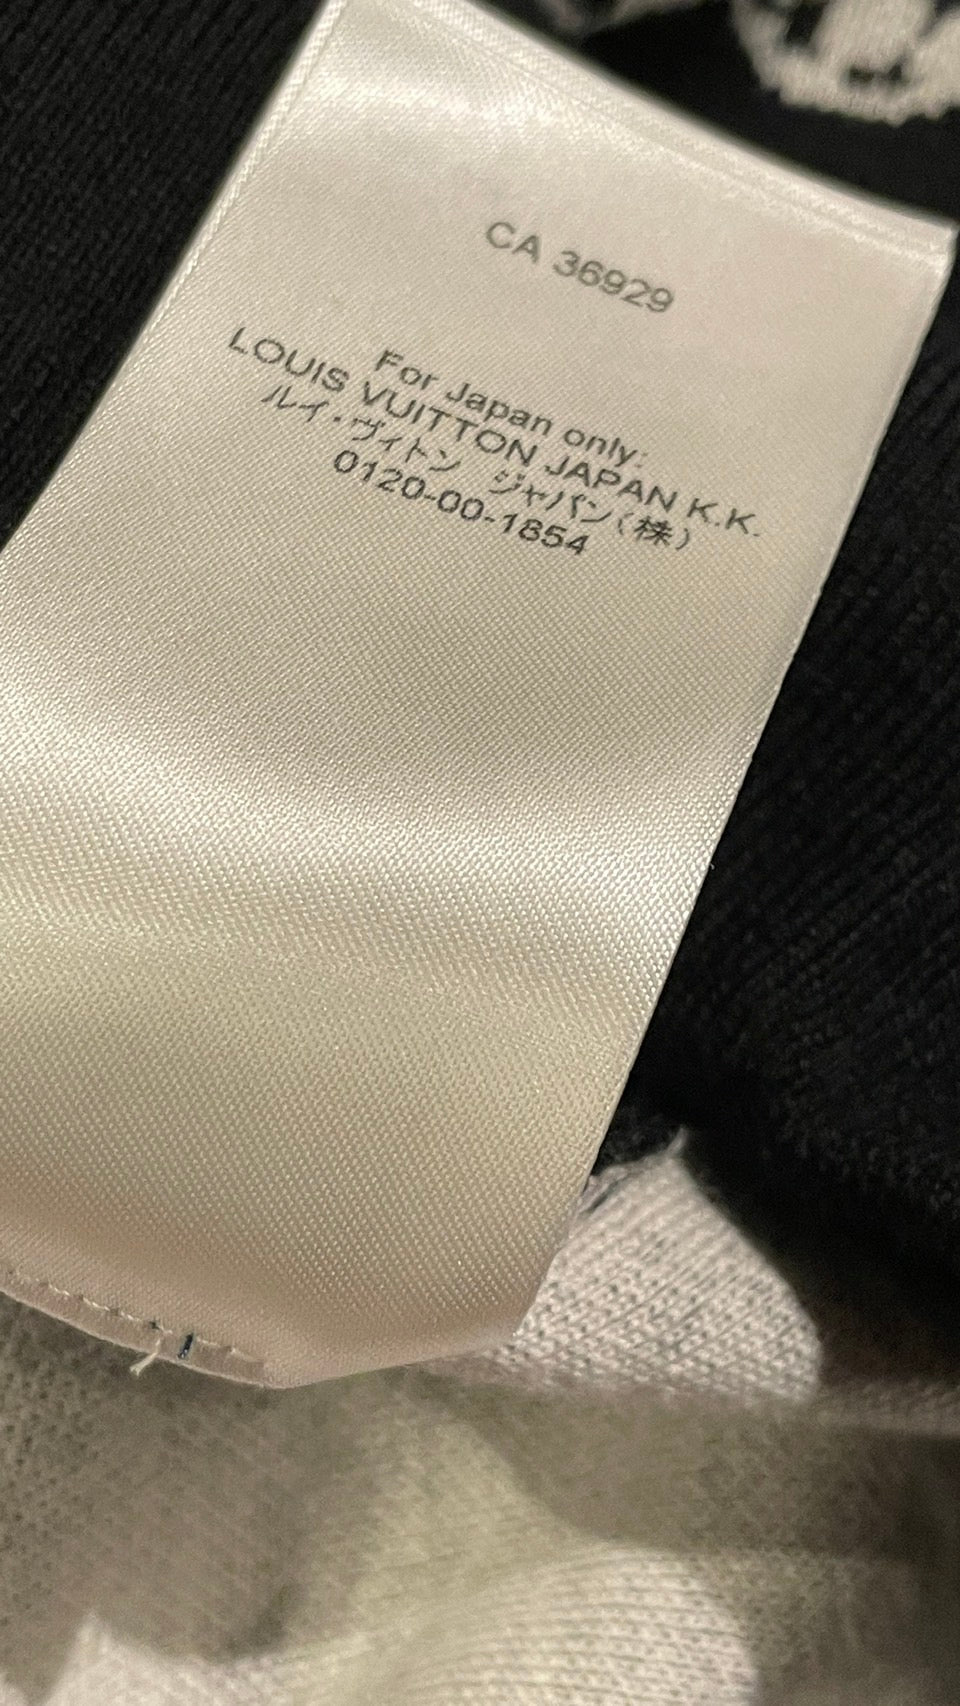 CA 36929
For Japan only:
LOUIS VUITTON JAPAN K.K.
ルイ・ヴィトン ジャパン(株)
0120-00-1854